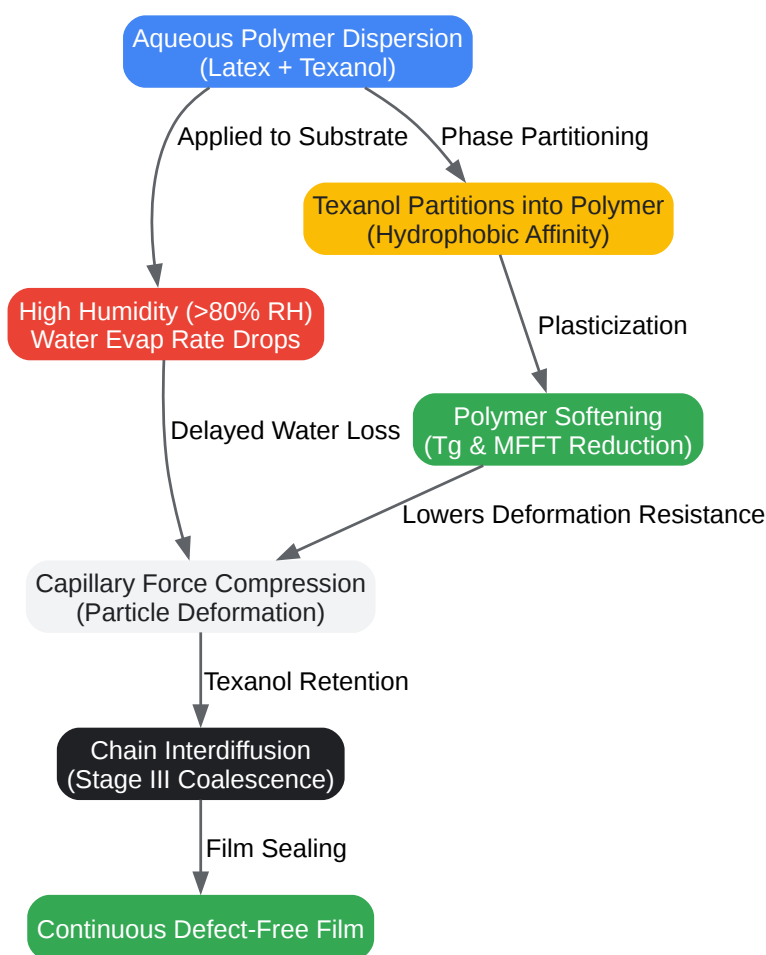 Aqueous Polymer Dispersion
(Latex + Texanol)
Applied to Substrate
Phase Partitioning
Texanol Partitions into Polymer
(Hydrophobic Affinity)
High Humidity (>80% RH)
Water Evap Rate Drops
Plasticization
Polymer Softening
(Tg & MFFT Reduction)
Delayed Water Loss
Lowers Deformation Resistance
Capillary Force Compression
(Particle Deformation)
Texanol Retention
Chain Interdiffusion
(Stage III Coalescence)
Film Sealing
Continuous Defect-Free Film